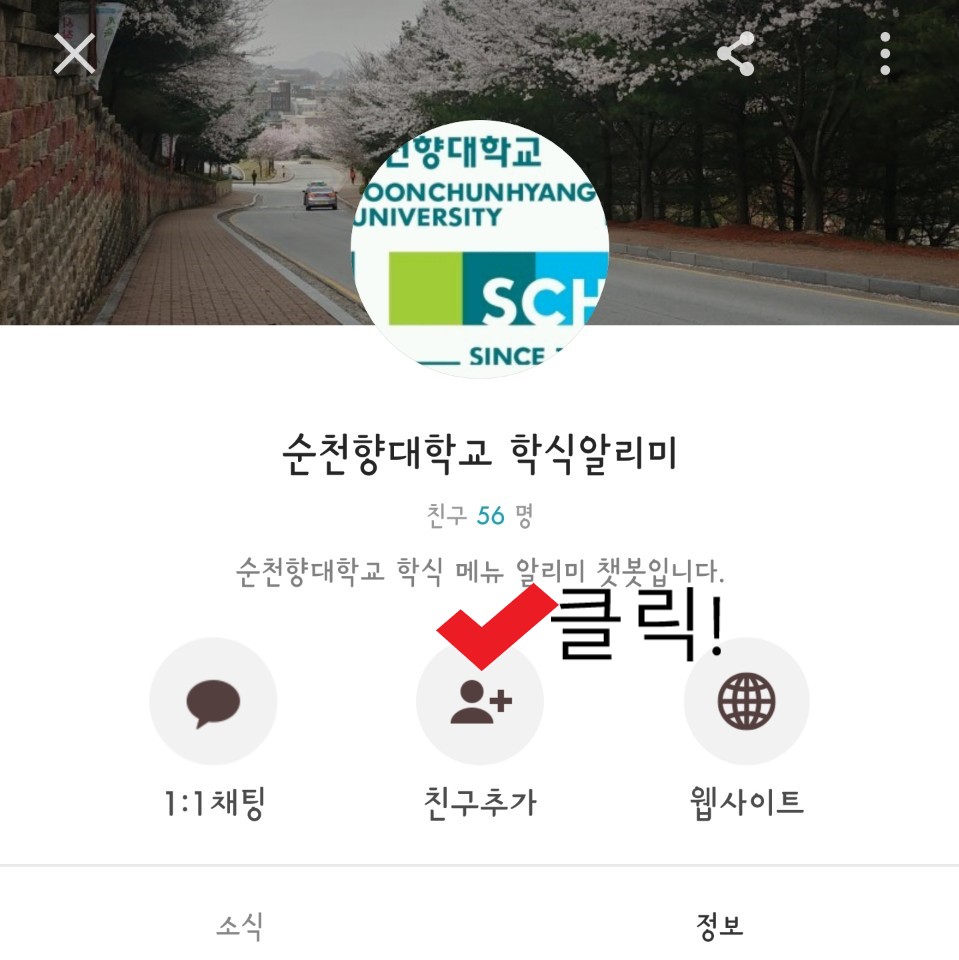 천향대학교
OONCHUNHYANG
UNIVERSITY
SCH
SINCE
순천향대학교 학식알리미
친구 56 명
순천향대학교 학식 메뉴 알리미 챗봇입니다.
클릭!
1:1채팅
친구추가
웹사이트
소식
정보